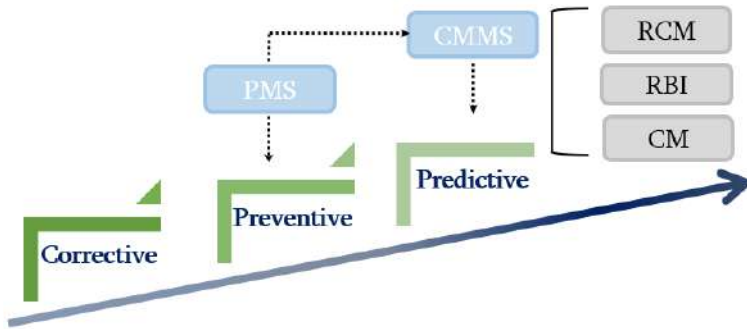 CMMS
RCM
PMS
RBI
CM
Predictive
Preventive
Corrective